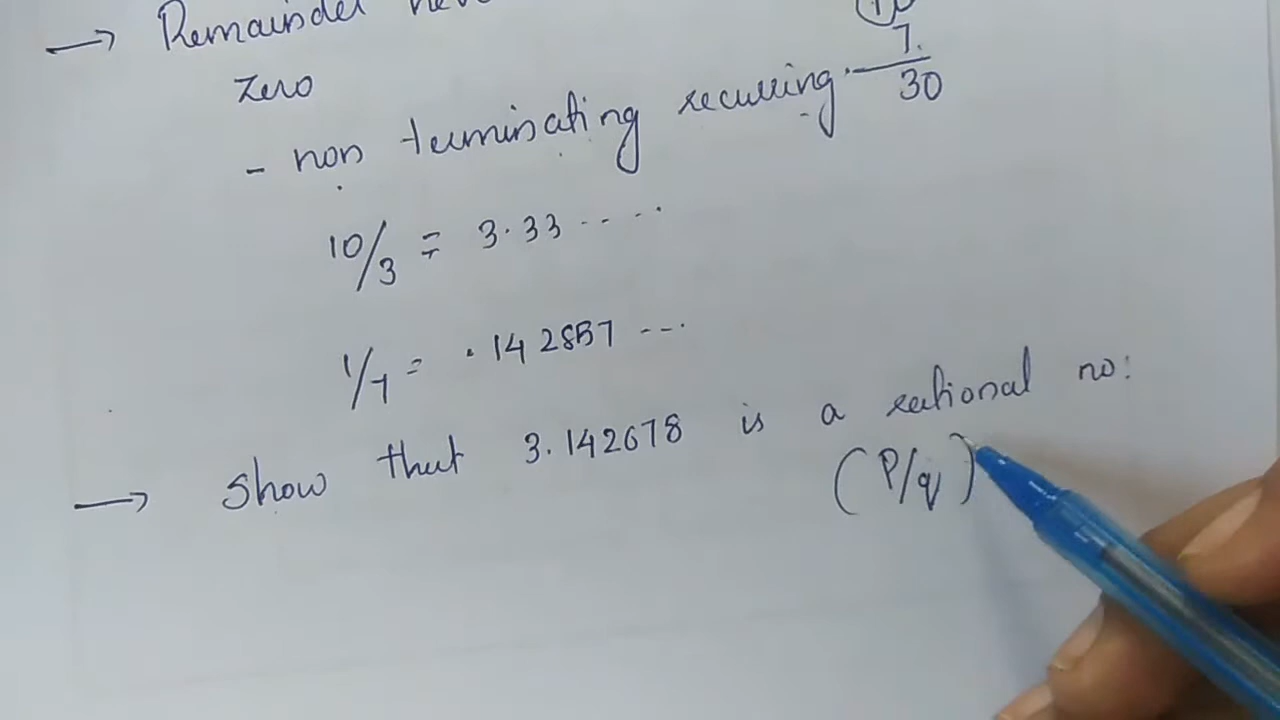 → Remainder
7.
zero
30
- non terminating recurring.
10/3 = 3.33 .....
1/7 = .142857 ---
→ Show that 3.142678 is a rational no:
(P/q)